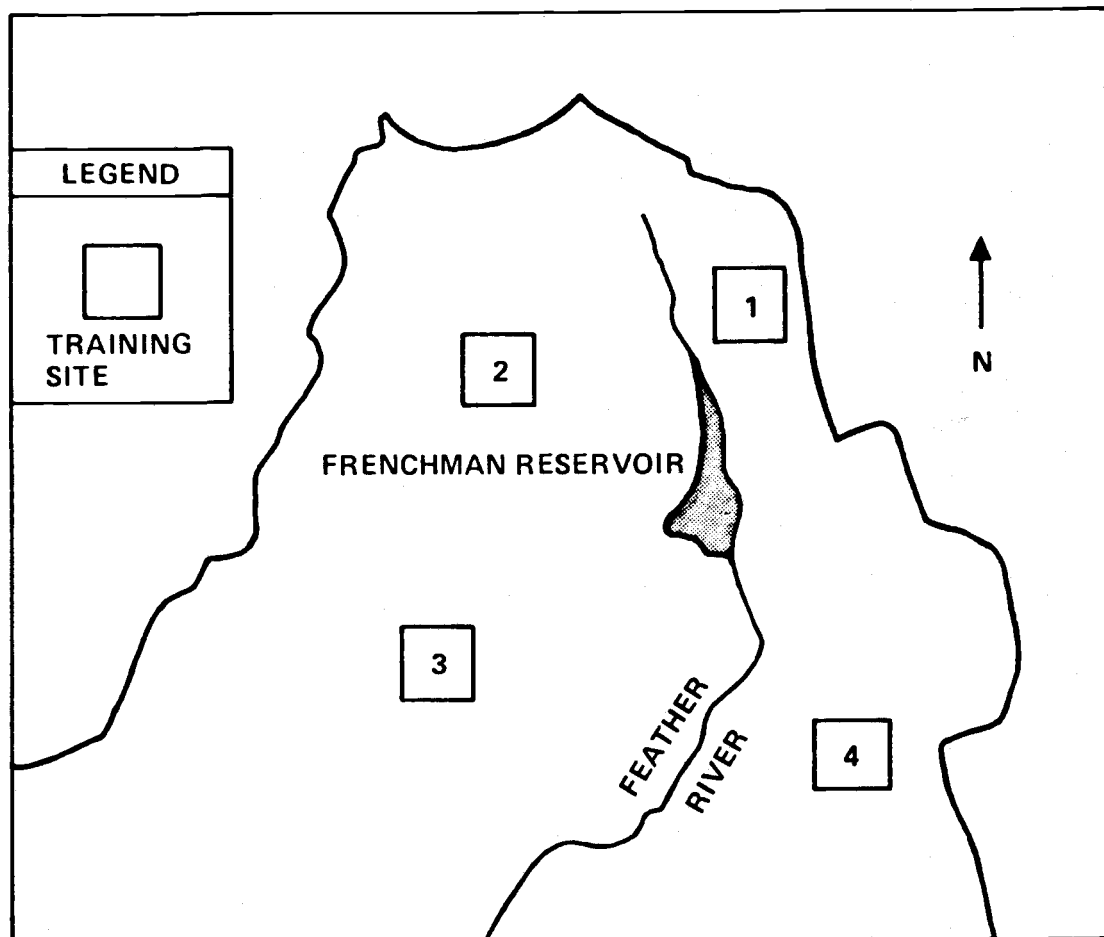 LEGEND
TRAINING
SITE
1
N
2
FRENCHMAN RESERVOIR
3
FEATHER
RIVER
4